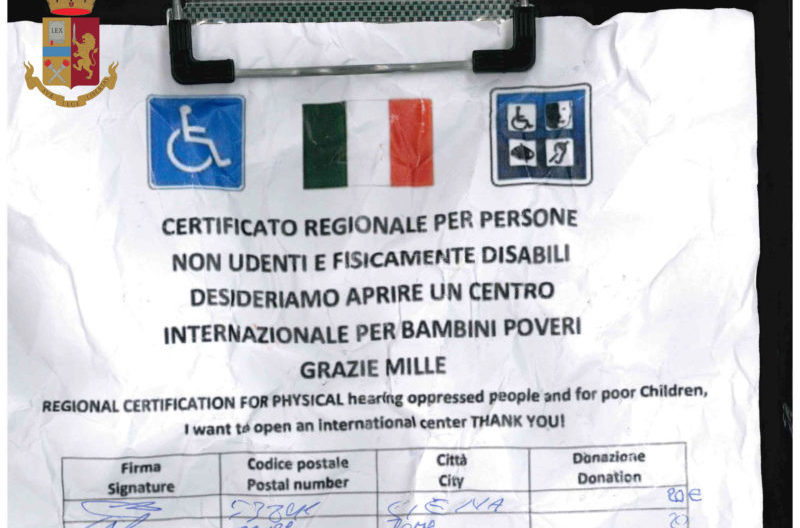 LEX
CERTIFICATO REGIONALE PER PERSONE
NON UDENTI E FISICAMENTE DISABILI
DESIDERIAMO APRIRE UN CENTRO
INTERNAZIONALE PER BAMBINI POVERI
GRAZIE MILLE
REGIONAL CERTIFICATION FOR PHYSICAL hearing oppressed people and for poor Children,
I want to open an international center THANK YOU!
Firma Codice postale Città Donazione
Signature Postal number City Donation
20€
20